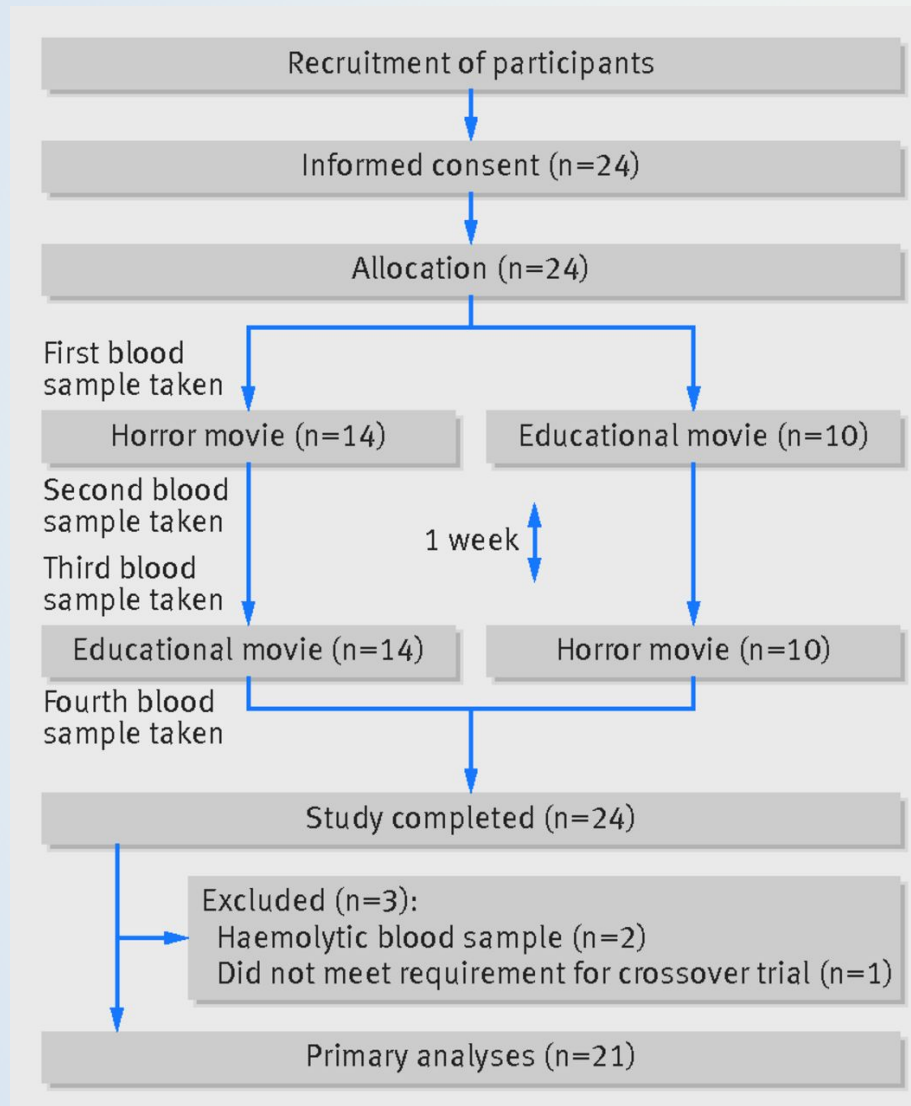 Recruitment of participants
Informed consent (n=24)
Allocation (n=24)
First blood
sample taken
Horror movie (n=14)
Educational movie (n=10)
Second blood
sample taken
1 week
Third blood
sample taken
Educational movie (n=14)
Horror movie (n=10)
Fourth blood
sample taken
Study completed (n=24)
Excluded (n=3):
Haemolytic blood sample (n=2)
Did not meet requirement for crossover trial (n=1)
Primary analyses (n=21)